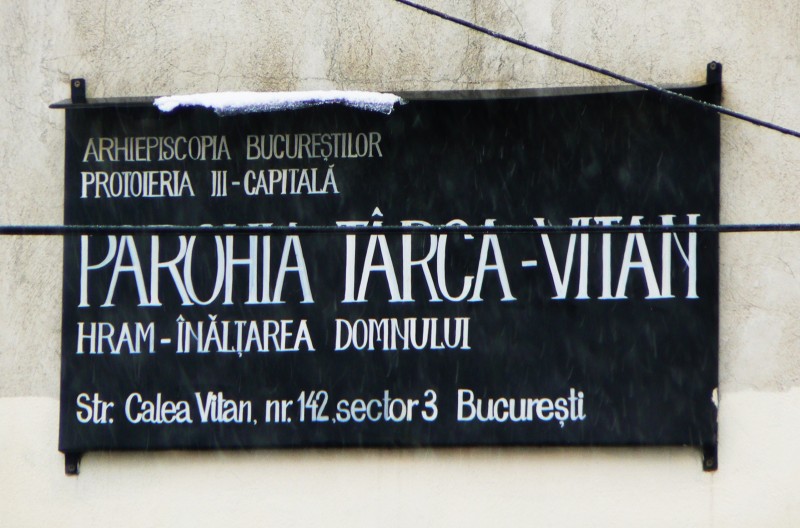 ARHIEPISCOPIA BUCUREȘTILOR
PROTOIERIA III-CAPITALĂ
PAROHIA TÂRCA-VITAN
HRAM-ÎNĂLȚAREA DOMNULUI
Str. Calea Vitan, nr. 142, sector 3 București